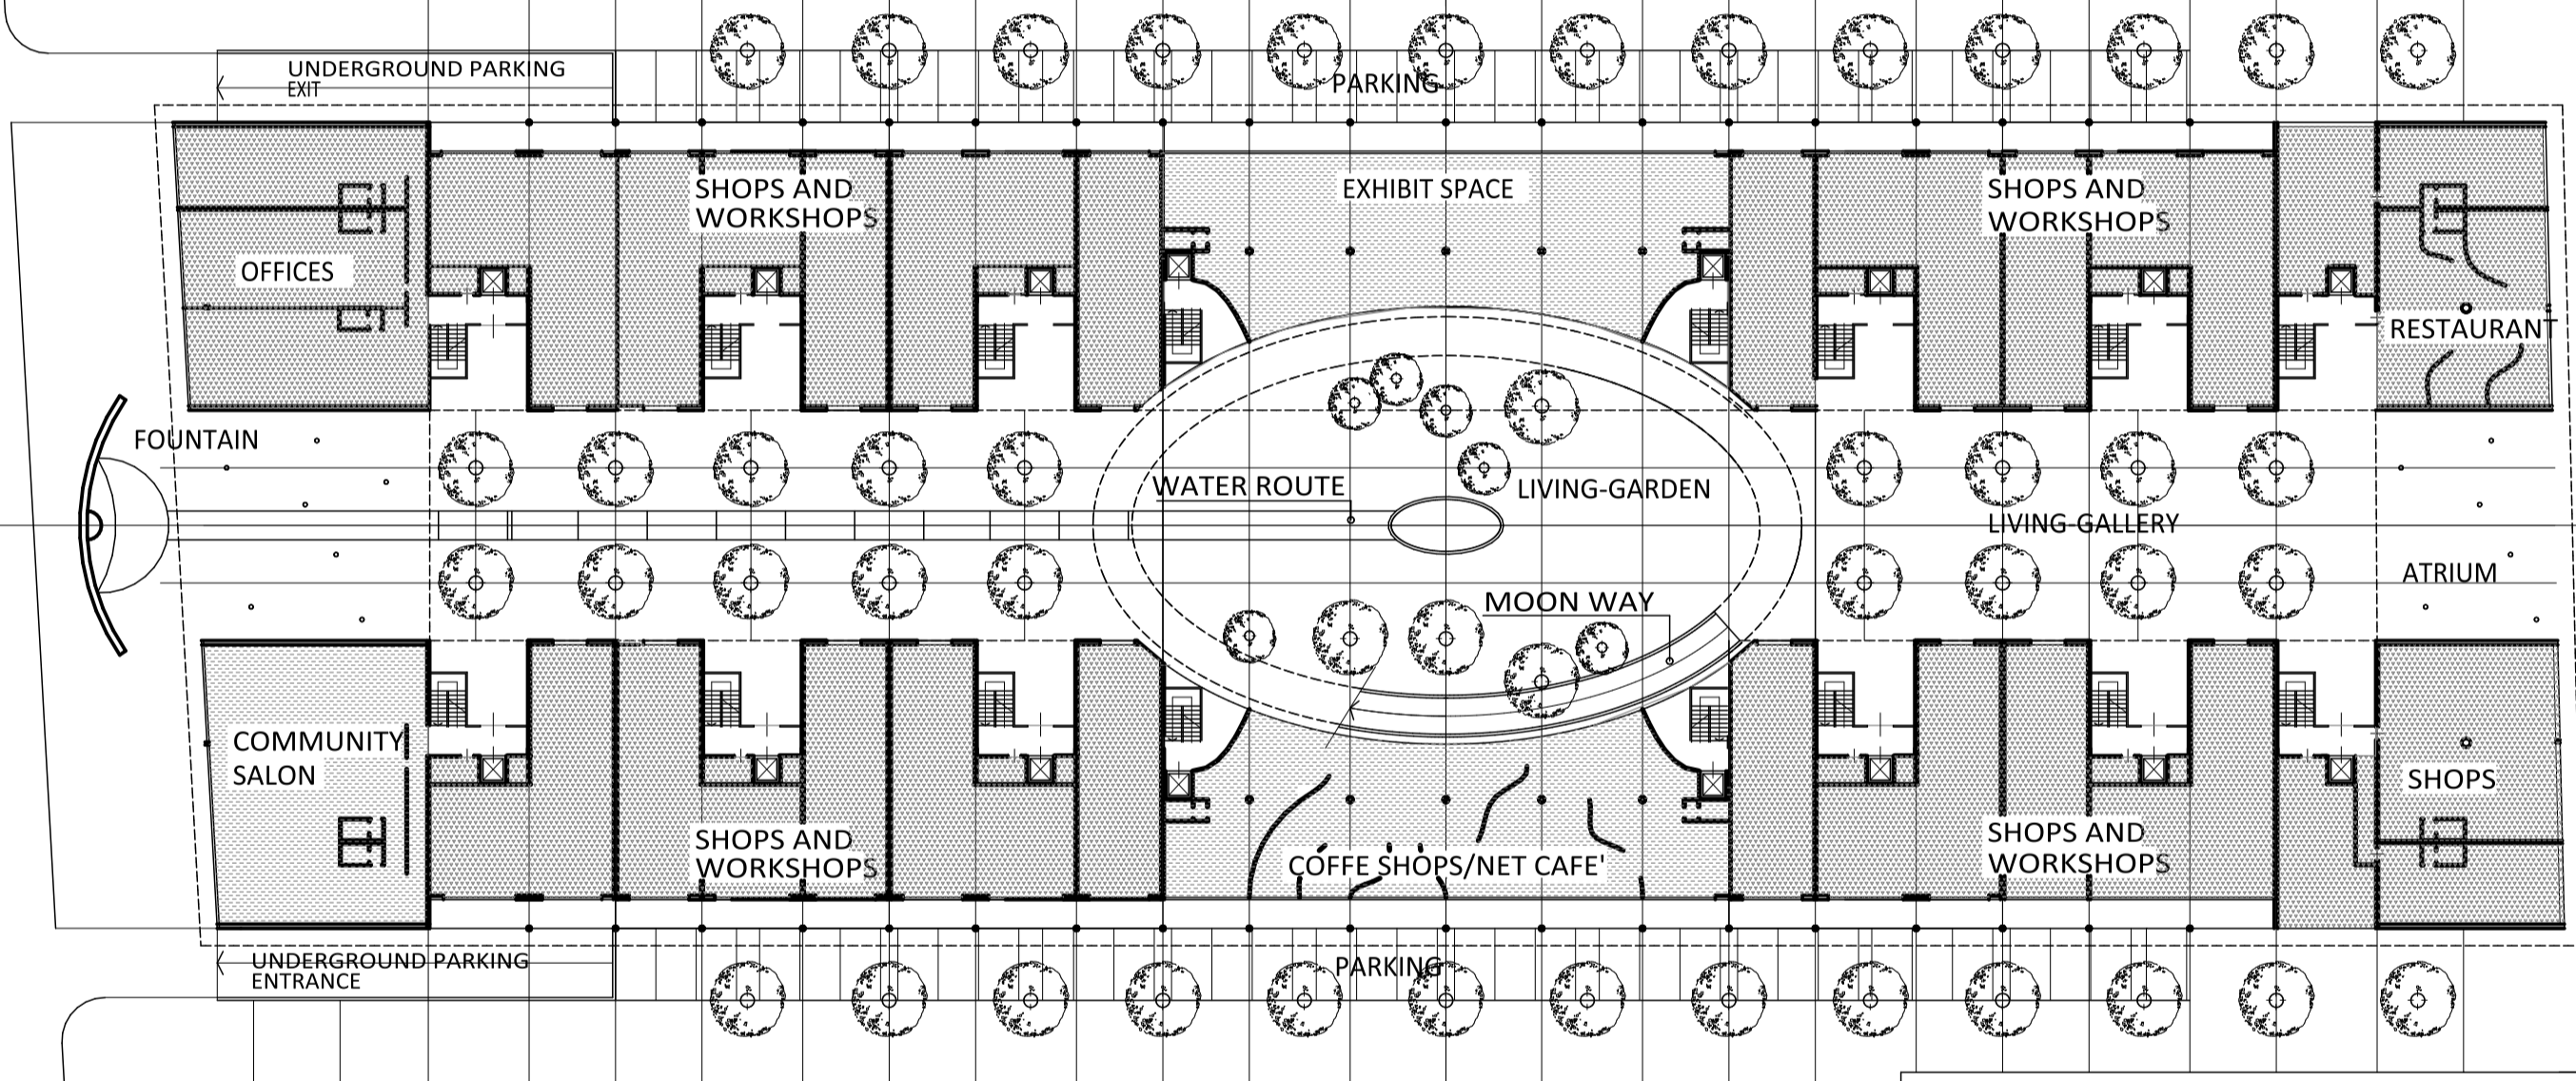 UNDERGROUND PARKING
EXIT
PARKING
SHOPS AND
WORKSHOPS
EXHIBIT SPACE
SHOPS AND
WORKSHOPS
OFFICES
RESTAURANT
FOUNTAIN
WATER ROUTE
LIVING-GARDEN
LIVING-GALLERY
ATRIUM
MOON WAY
COMMUNITY
SALON
SHOPS
SHOPS AND
WORKSHOPS
COFFE SHOPS/NET CAFE'
SHOPS AND
WORKSHOPS
UNDERGROUND PARKING
ENTRANCE
PARKING